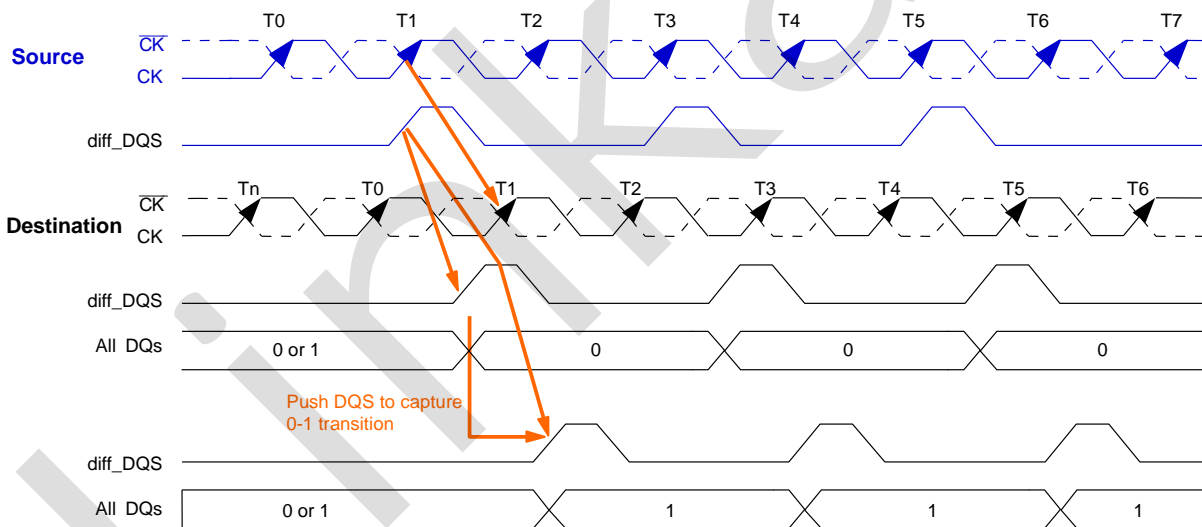 T0 T1 T2 T3 T4 T5 T6 T7
CK
Source
CK
diff_DQS
Tn T0 T1 T2 T3 T4 T5 T6
CK
Destination
CK
diff_DQS
All DQs 0 or 1 0 0 0
Push DQS to capture
0-1 transition
diff_DQS
All DQs 0 or 1 1 1 1